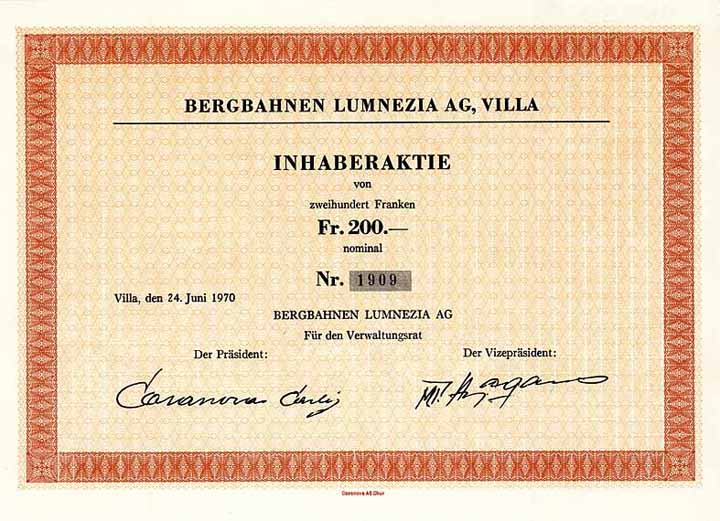 BERGBAHNEN LUMNEZIA AG, VILLA
INHABERAKTIE
von
zweihundert Franken
Fr. 200.—
nominal
Nr. 1909
Villa, den 24. Juni 1970
BERGBAHNEN LUMNEZIA AG
Für den Verwaltungsrat
Der Präsident:
Der Vizepräsident:
Casanova
Casanova AG Chur